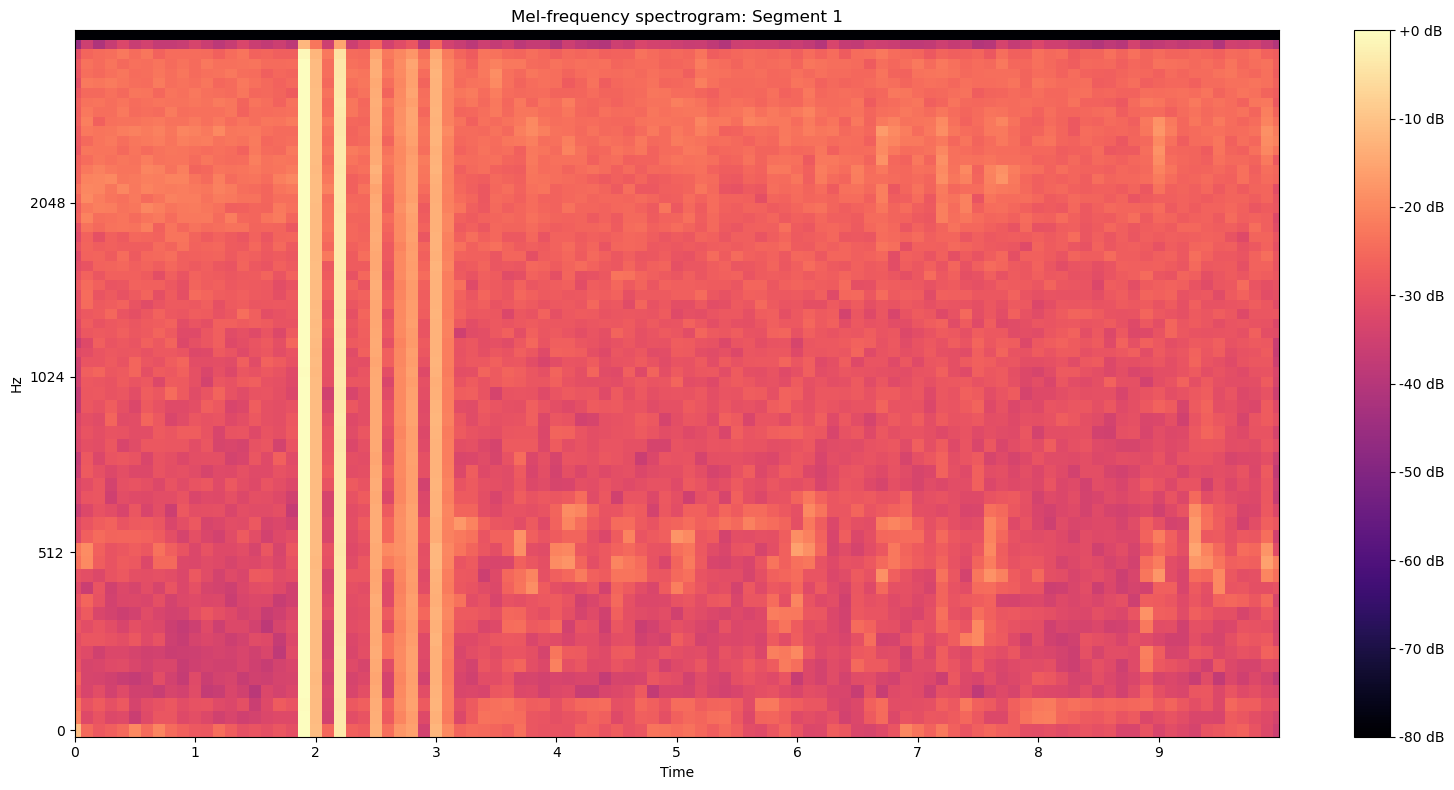 Mel-frequency spectrogram: Segment 1
+0 dB
-10 dB
-20 dB
-30 dB
-40 dB
-50 dB
-60 dB
-70 dB
-80 dB
Hz
2048
1024
512
0
0 1 2 3 4 5 6 7 8 9
Time